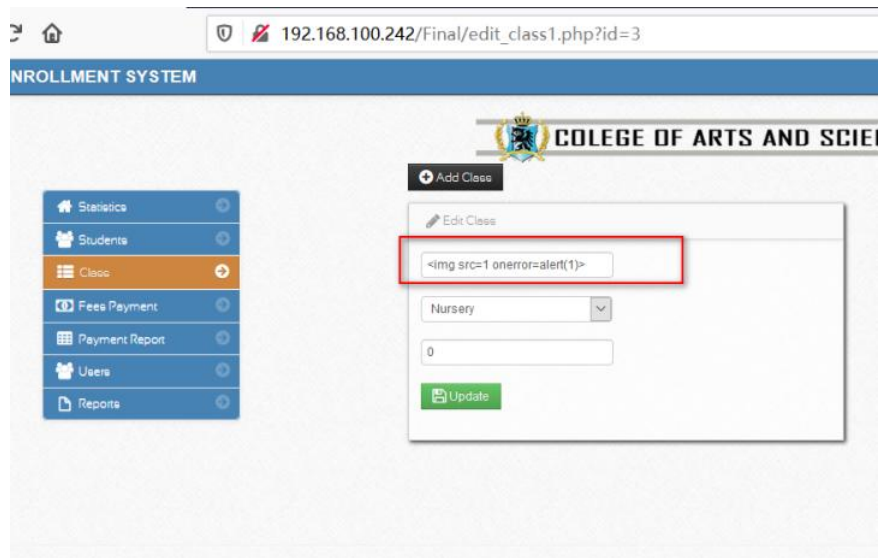 192.168.100.242/Final/edit_class1.php?id=3
NROLLMENT SYSTEM
COLEGE OF ARTS AND SCIE
Add Class
Statistics
Students
Class
Fees Payment
Payment Report
Users
Reports
Edit Class
<img src=1 onerror=alert(1)>
Nursery
0
Update